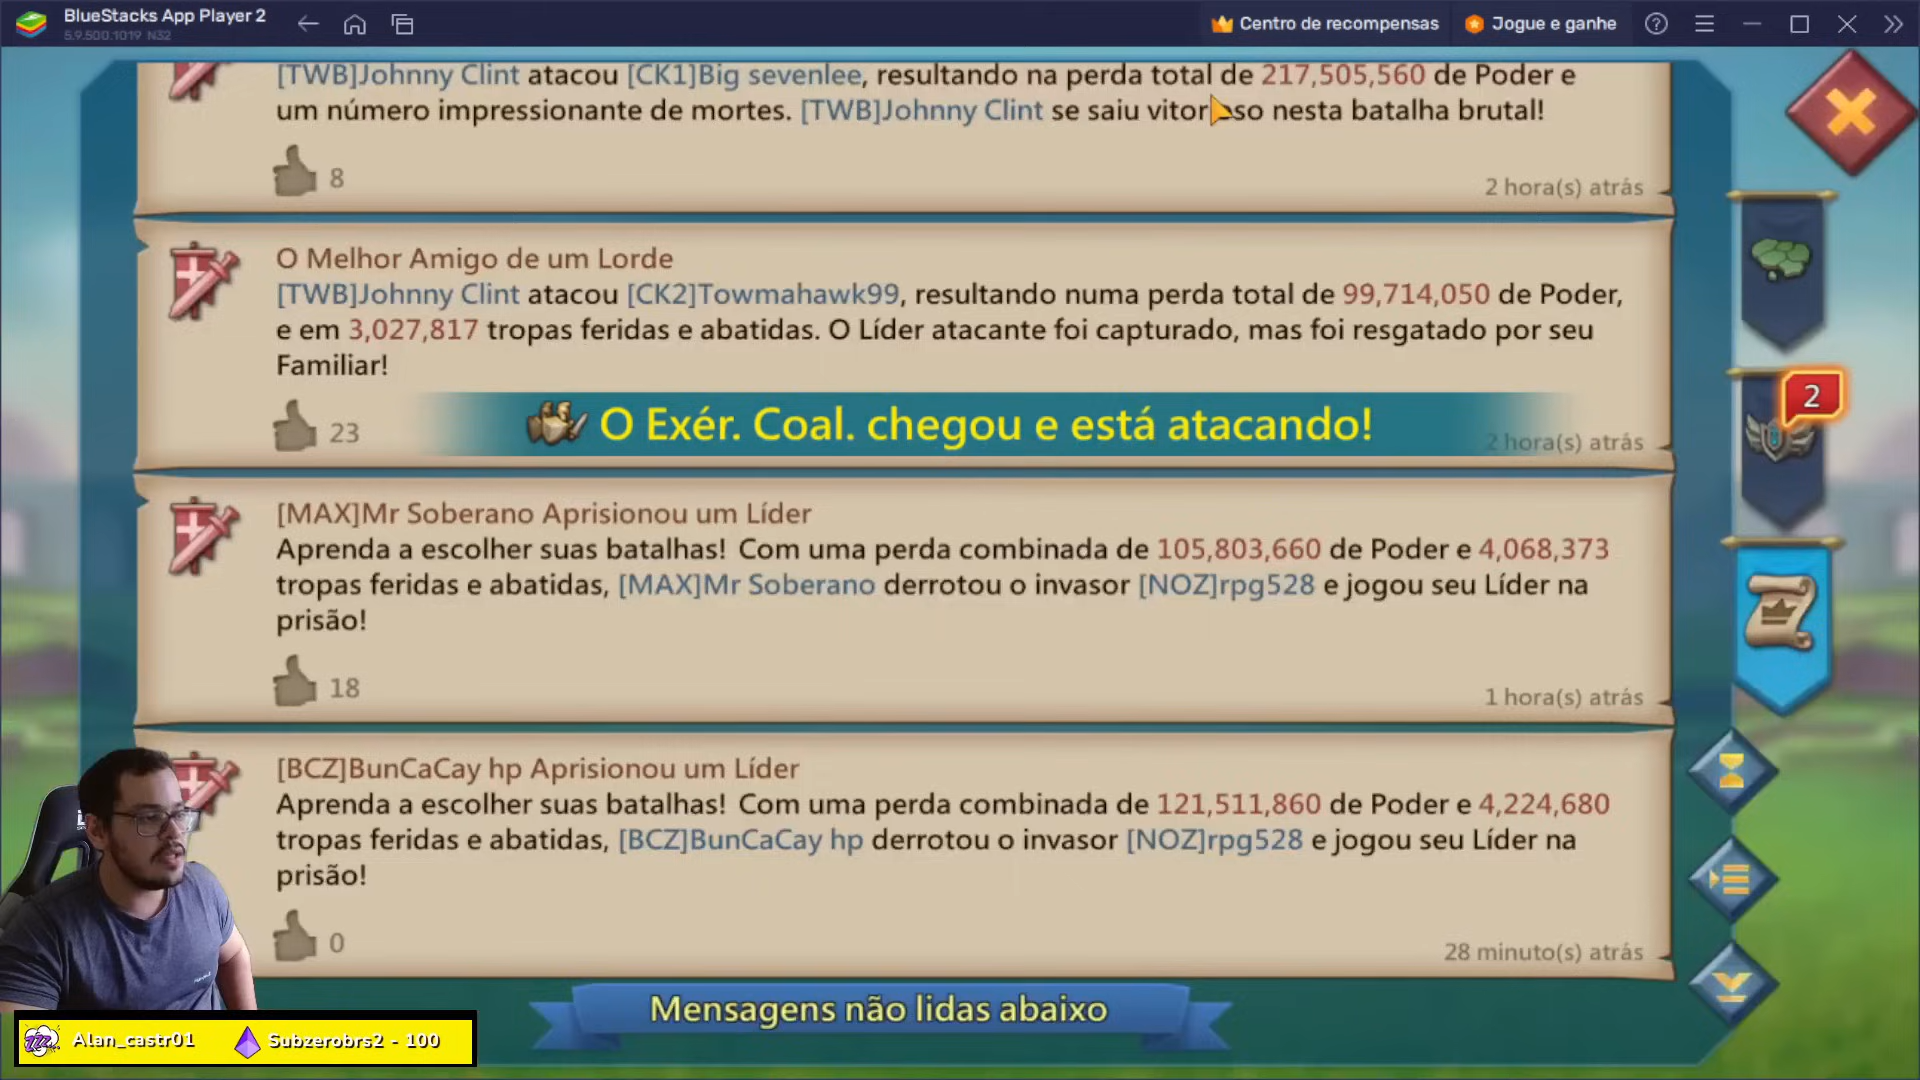 BlueStacks App Player 2
5.9.500.1019 N32
Centro de recompensas
Jogue e ganhe
[TWB]Johnny Clint atacou [CK1]Big sevenlee, resultando na perda total de 217,505,560 de Poder e
um número impressionante de mortes. [TWB]Johnny Clint se saiu vitorioso nesta batalha brutal!
8
2 hora(s) atrás
O Melhor Amigo de um Lorde
[TWB]Johnny Clint atacou [CK2]Towmahawk99, resultando numa perda total de 99,714,050 de Poder,
e em 3,027,817 tropas feridas e abatidas. O Líder atacante foi capturado, mas foi resgatado por seu
Familiar!
O Exér. Coal. chegou e está atacando!
23
2 hora(s) atrás
2
[MAX]Mr Soberano Aprisionou um Líder
Aprenda a escolher suas batalhas! Com uma perda combinada de 105,803,660 de Poder e 4,068,373
tropas feridas e abatidas, [MAX]Mr Soberano derrotou o invasor [NOZ]rpg528 e jogou seu Líder na
prisão!
18
1 hora(s) atrás
[BCZ]BunCaCay hp Aprisionou um Líder
Aprenda a escolher suas batalhas! Com uma perda combinada de 121,511,860 de Poder e 4,224,680
tropas feridas e abatidas, [BCZ]BunCaCay hp derrotou o invasor [NOZ]rpg528 e jogou seu Líder na
prisão!
0
28 minuto(s) atrás
Mensagens não lidas abaixo
Alan_castr01
Subzerobrs2 - 100